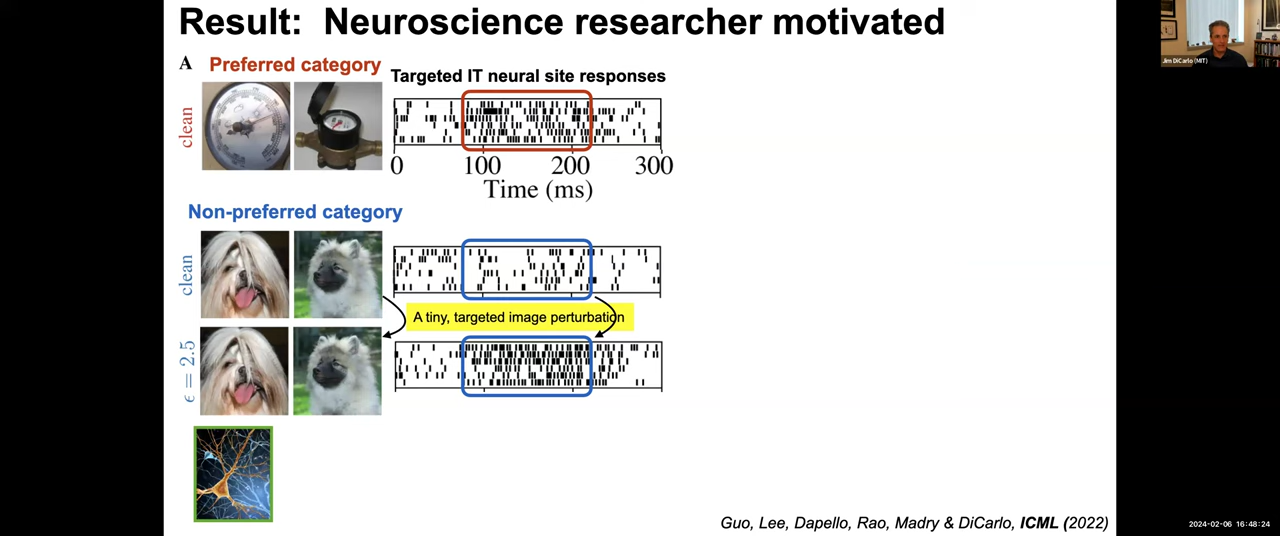 Result: Neuroscience researcher motivated
Jim DiCarlo (MIT)
A Preferred category
Targeted IT neural site responses
clean
0 100 200 300
Time (ms)
Non-preferred category
clean
A tiny, targeted image perturbation
ϵ = 2.5
Guo, Lee, Dapello, Rao, Madry & DiCarlo, ICML (2022)
2024-02-06 16:48:24